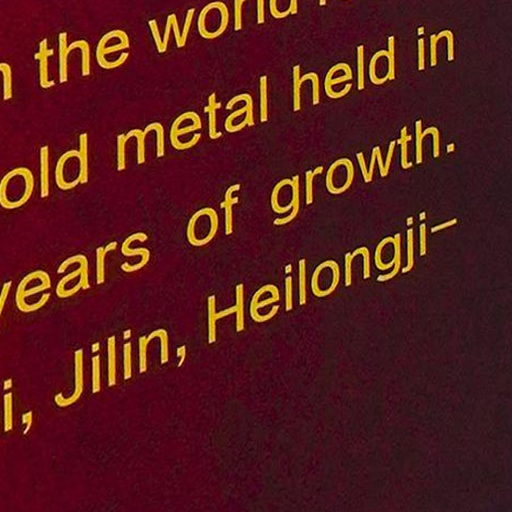 the world
old metal held in
years of growth.
i, Jilin, Heilongji–